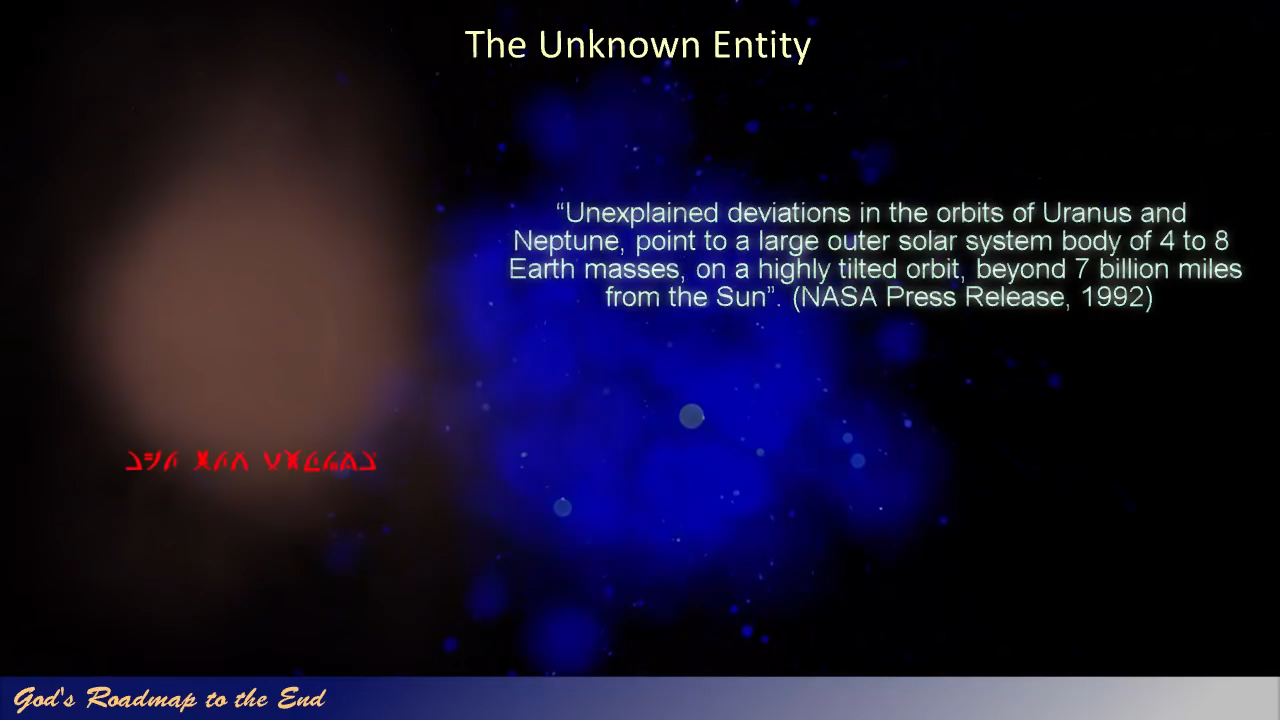 The Unknown Entity
“Unexplained deviations in the orbits of Uranus and
Neptune, point to a large outer solar system body of 4 to 8
Earth masses, on a highly tilted orbit, beyond 7 billion miles
from the Sun”. (NASA Press Release, 1992)
God's Roadmap to the End